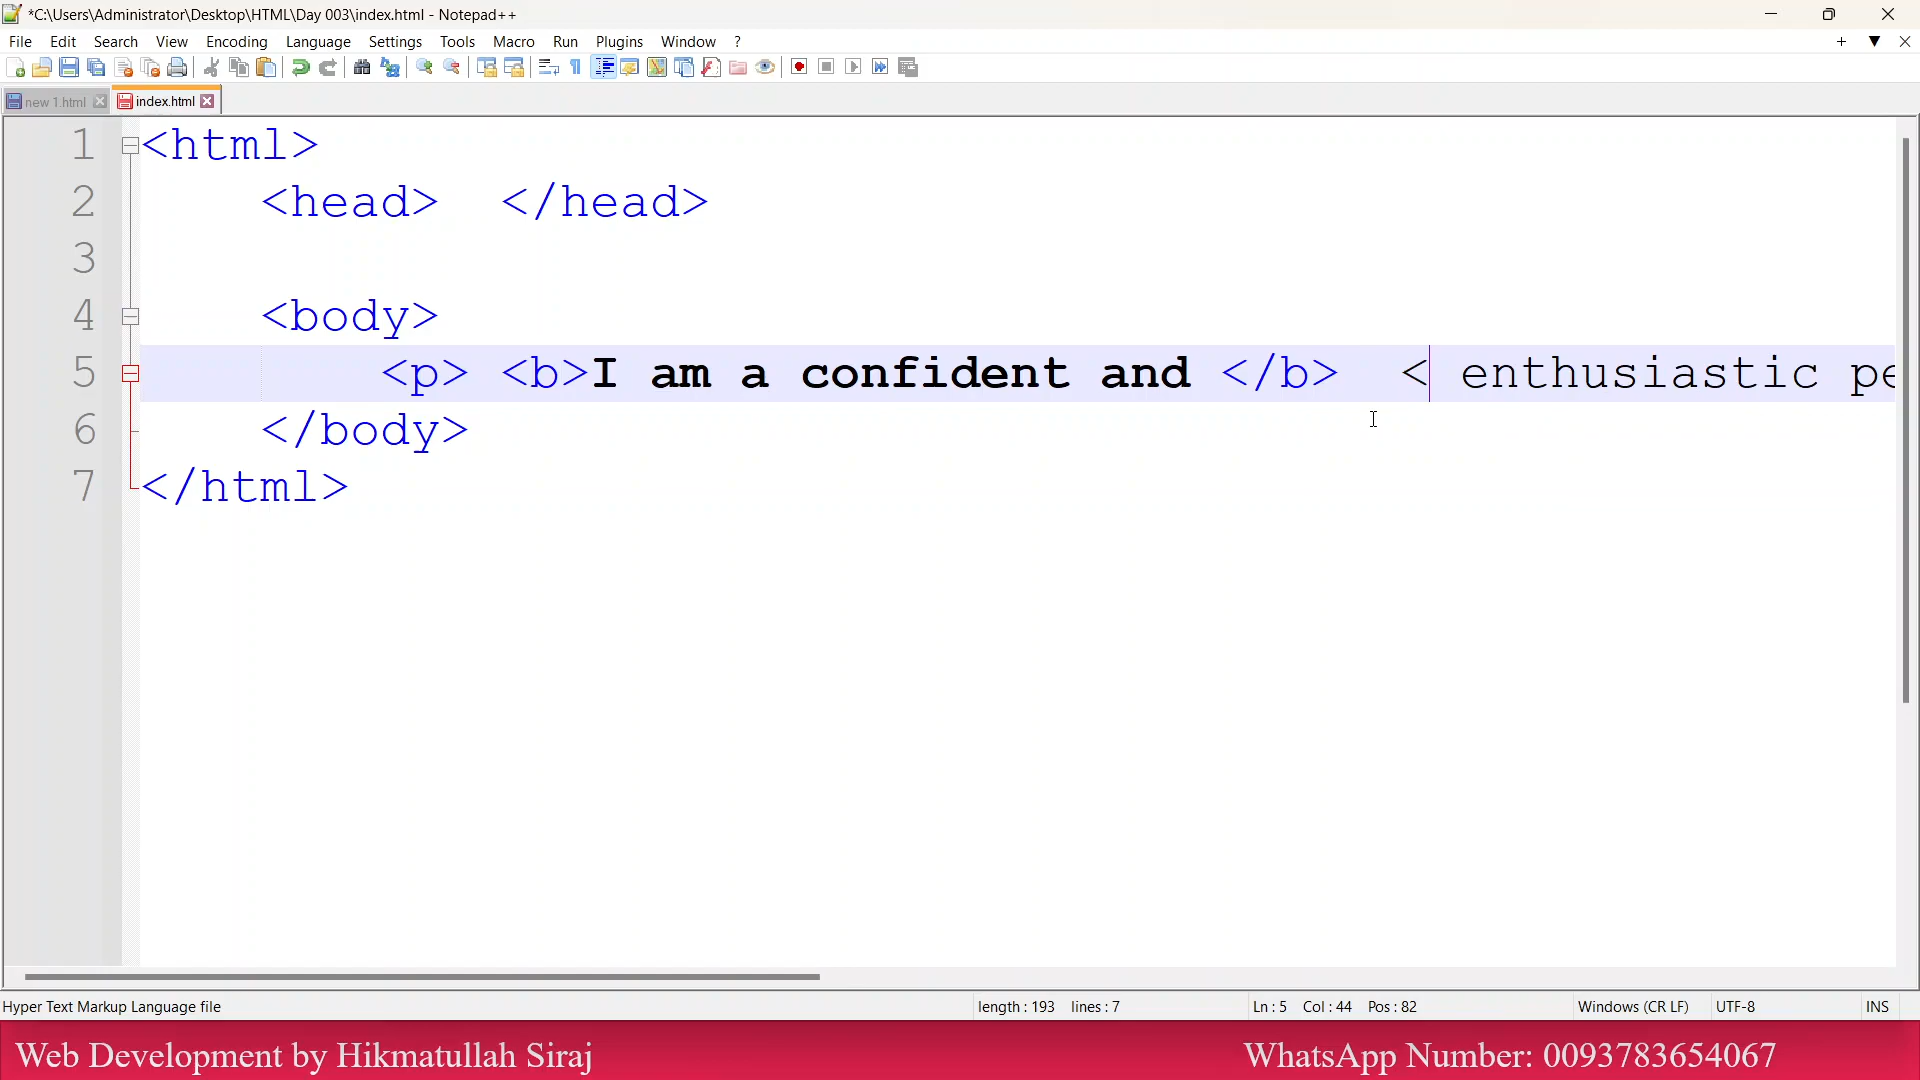 *C:\Users\Administrator\Desktop\HTML\Day 003\index.html - Notepad++
File Edit Search View Encoding Language Settings Tools Macro Run Plugins Window ?
new 1.html index.html
1 <html>
2 <head> </head>
3
4 <body>
5 <p> <b>I am a confident and </b> < enthusiastic pe
6 </body>
7 </html>
Hyper Text Markup Language file length : 193 lines : 7 Ln : 5 Col : 44 Pos : 82 Windows (CR LF) UTF-8 INS
Web Development by Hikmatullah Siraj WhatsApp Number: 0093783654067